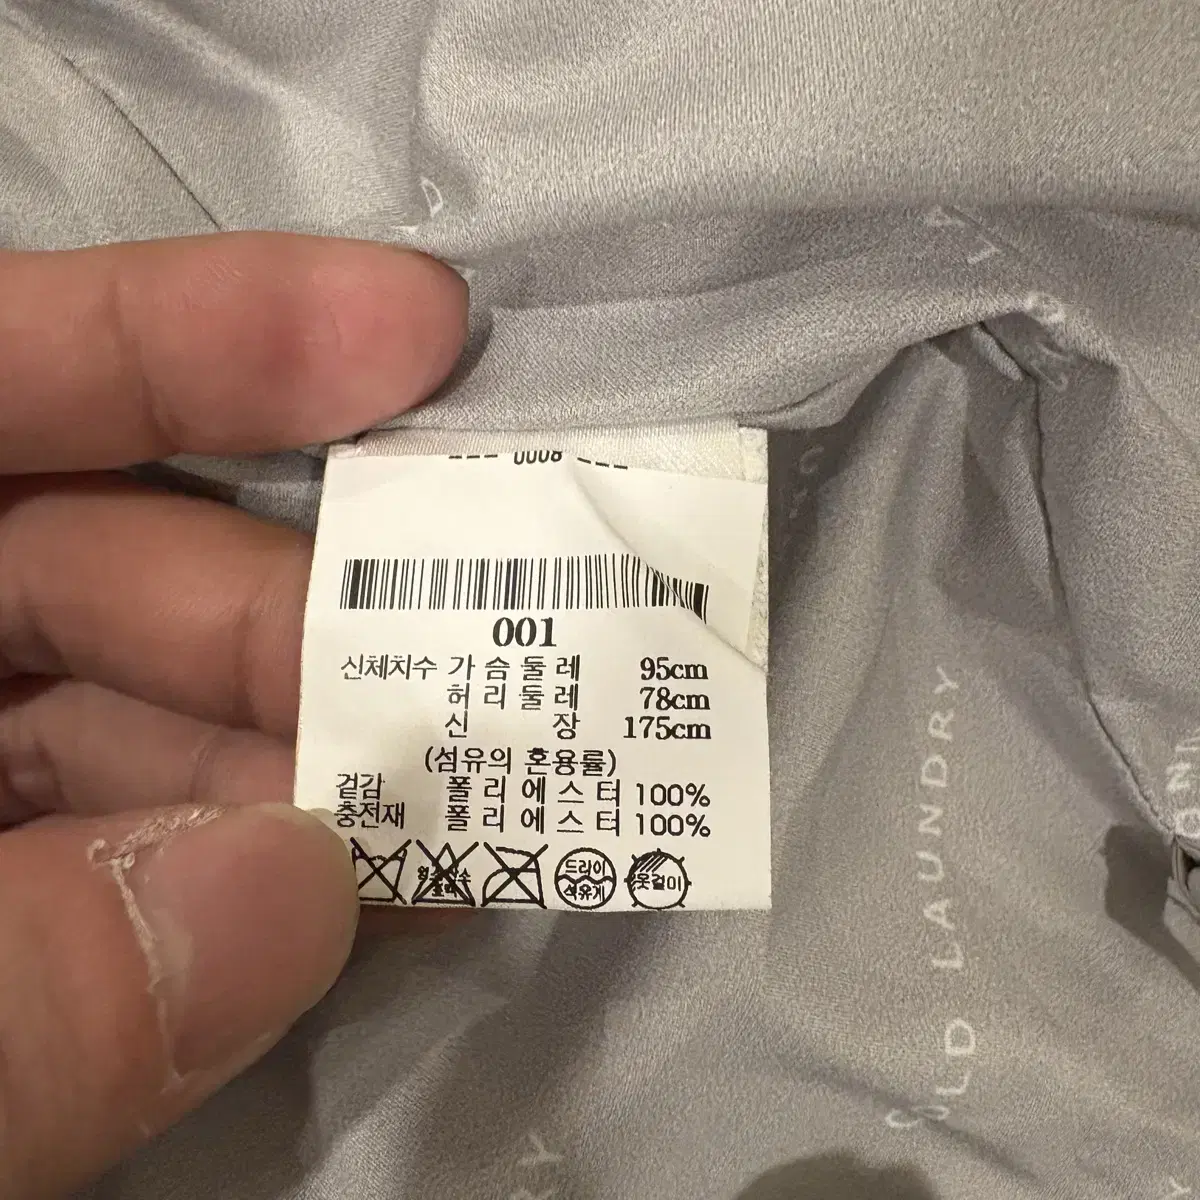 0008
001
신체치수 가슴둘레 95cm
허리둘레 78cm
신장 175cm
(섬유의 혼용률)
겉감 폴리에스터 100%
충전재 폴리에스터 100%
드라이
석유계
옷걸이
LAUNDRY